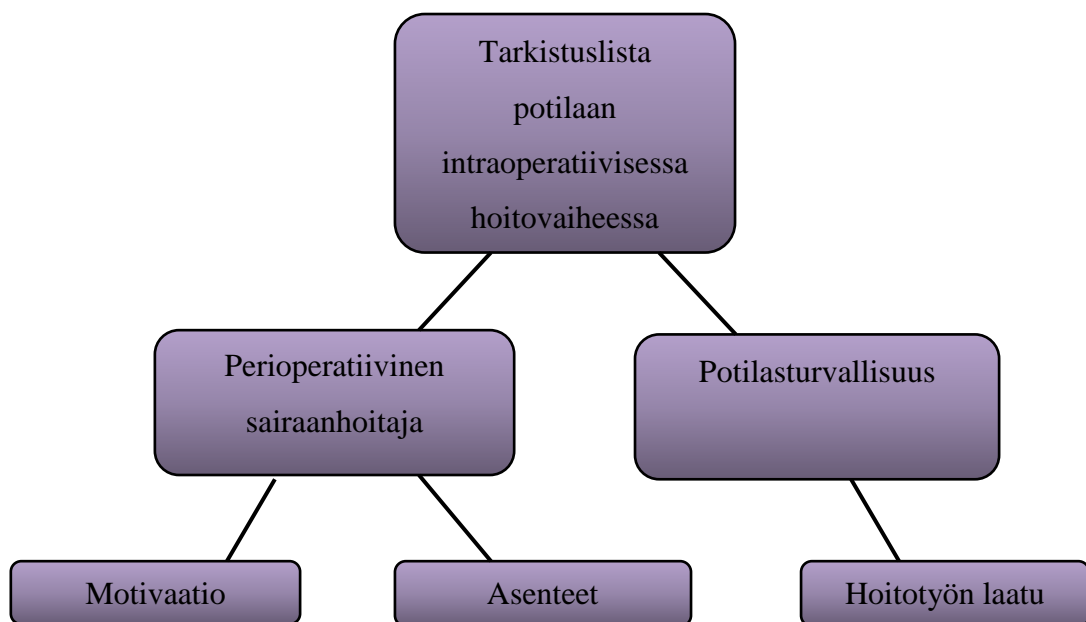 Tarkistuslista
potilaan
intraoperatiivisessa
hoitovaiheessa
Perioperatiivinen
sairaanhoitaja
Potilasturvallisuus
Motivaatio
Asenteet
Hoitotyön laatu